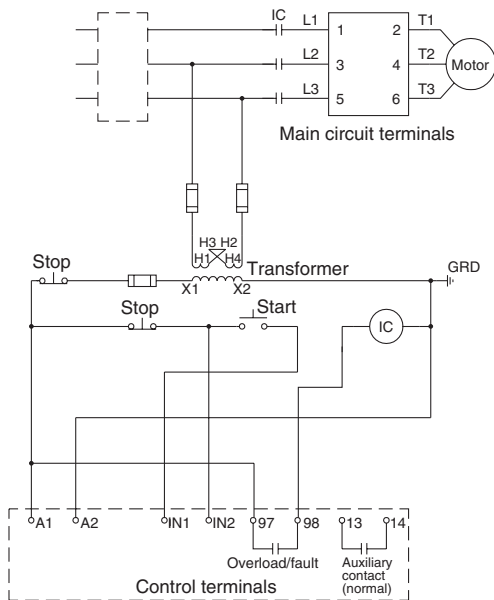 IC L1 1 2 T1
L2 3 4 T2 Motor
L3 5 6 T3
Main circuit terminals
H3 H2
H1 H4
Stop Transformer GRD
X1 X2
Stop Start
IC
A1 A2 IN1 IN2 97 98 13 14
Overload/fault Auxiliary
contact
(normal)
Control terminals